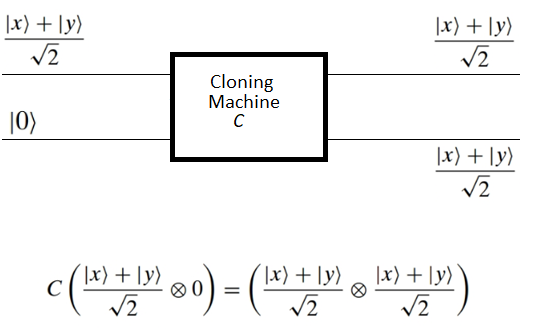 |x⟩ + |y⟩ / √2
|x⟩ + |y⟩ / √2
Cloning
Machine
C
|0⟩
|x⟩ + |y⟩ / √2
C ( |x⟩ + |y⟩ / √2 ⊗ 0 ) = ( |x⟩ + |y⟩ / √2 ⊗ |x⟩ + |y⟩ / √2 )